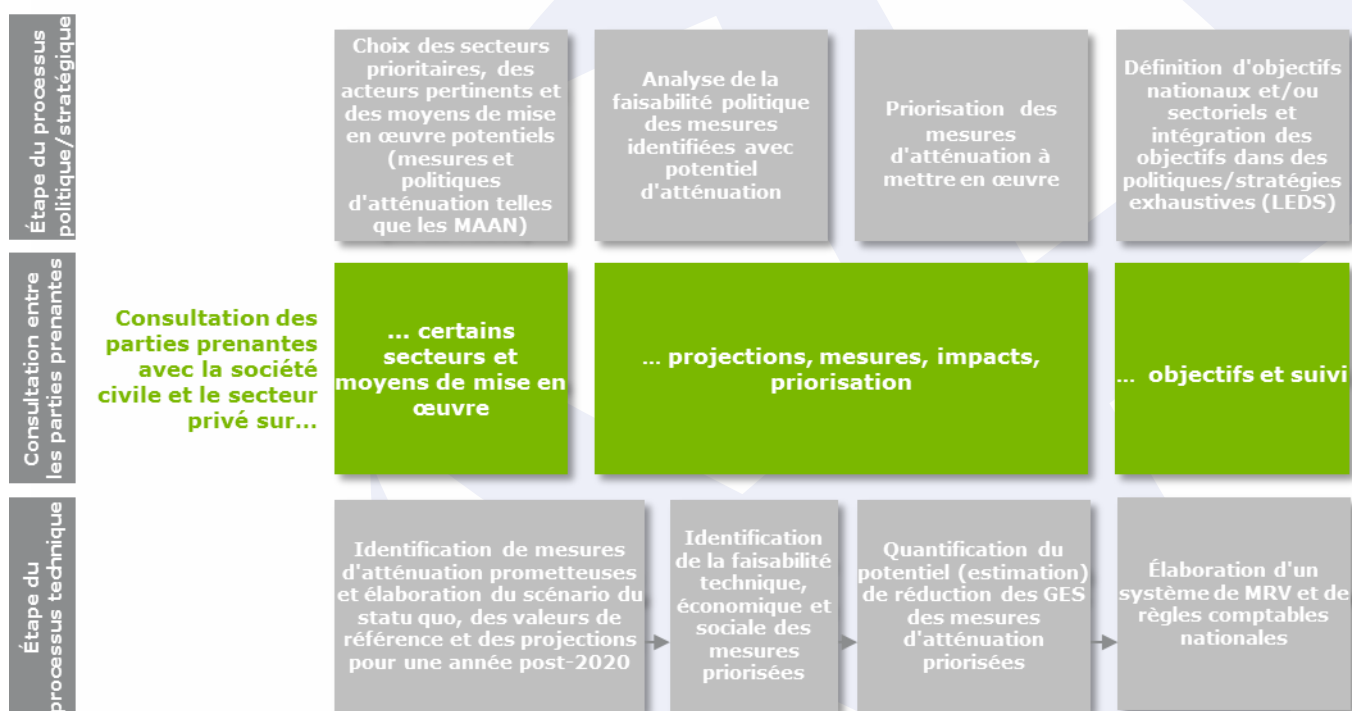 Étape du processus
politique/stratégique
Choix des secteurs
prioritaires, des
acteurs pertinents et
des moyens de mise
en œuvre potentiels
(mesures et
politiques
d'atténuation telles
que les MAAN)
Analyse de la
faisabilité politique
des mesures
identifiées avec
potentiel
d'atténuation
Priorisation des
mesures
d'atténuation à
mettre en œuvre
Définition d'objectifs
nationaux et/ou
sectoriels et
intégration des
objectifs dans des
politiques/stratégies
exhaustives (LEDS)
Consultation entre
les parties prenantes
Consultation des
parties prenantes
avec la société
civile et le secteur
privé sur...
... certains
secteurs et
moyens de mise en
œuvre
... projections, mesures, impacts,
priorisation
... objectifs et suivi
Étape du
processus technique
Identification de mesures
d'atténuation prometteuses
et élaboration du scénario du
statu quo, des valeurs de
référence et des projections
pour une année post-2020
Identification
de la faisabilité
technique,
économique et
sociale des
mesures
priorisées
Quantification du
potentiel (estimation)
de réduction des GES
des mesures
d'atténuation
priorisées
Élaboration d'un
système de MRV et de
règles comptables
nationales